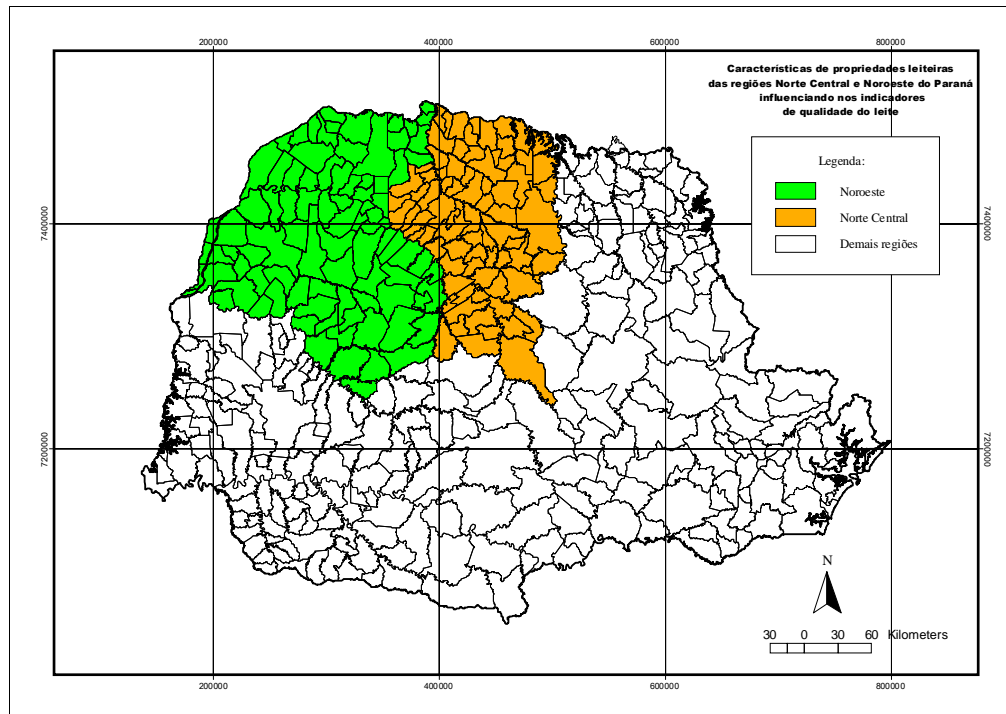 200000 400000 600000 800000
Características de propriedades leiteiras
das regiões Norte Central e Noroeste do Paraná
influenciando nos indicadores
de qualidade do leite
Legenda:
Noroeste
Norte Central
Demais regiões
7400000 7400000
7200000 7200000
N
30 0 30 60 Kilometers
200000 400000 600000 800000